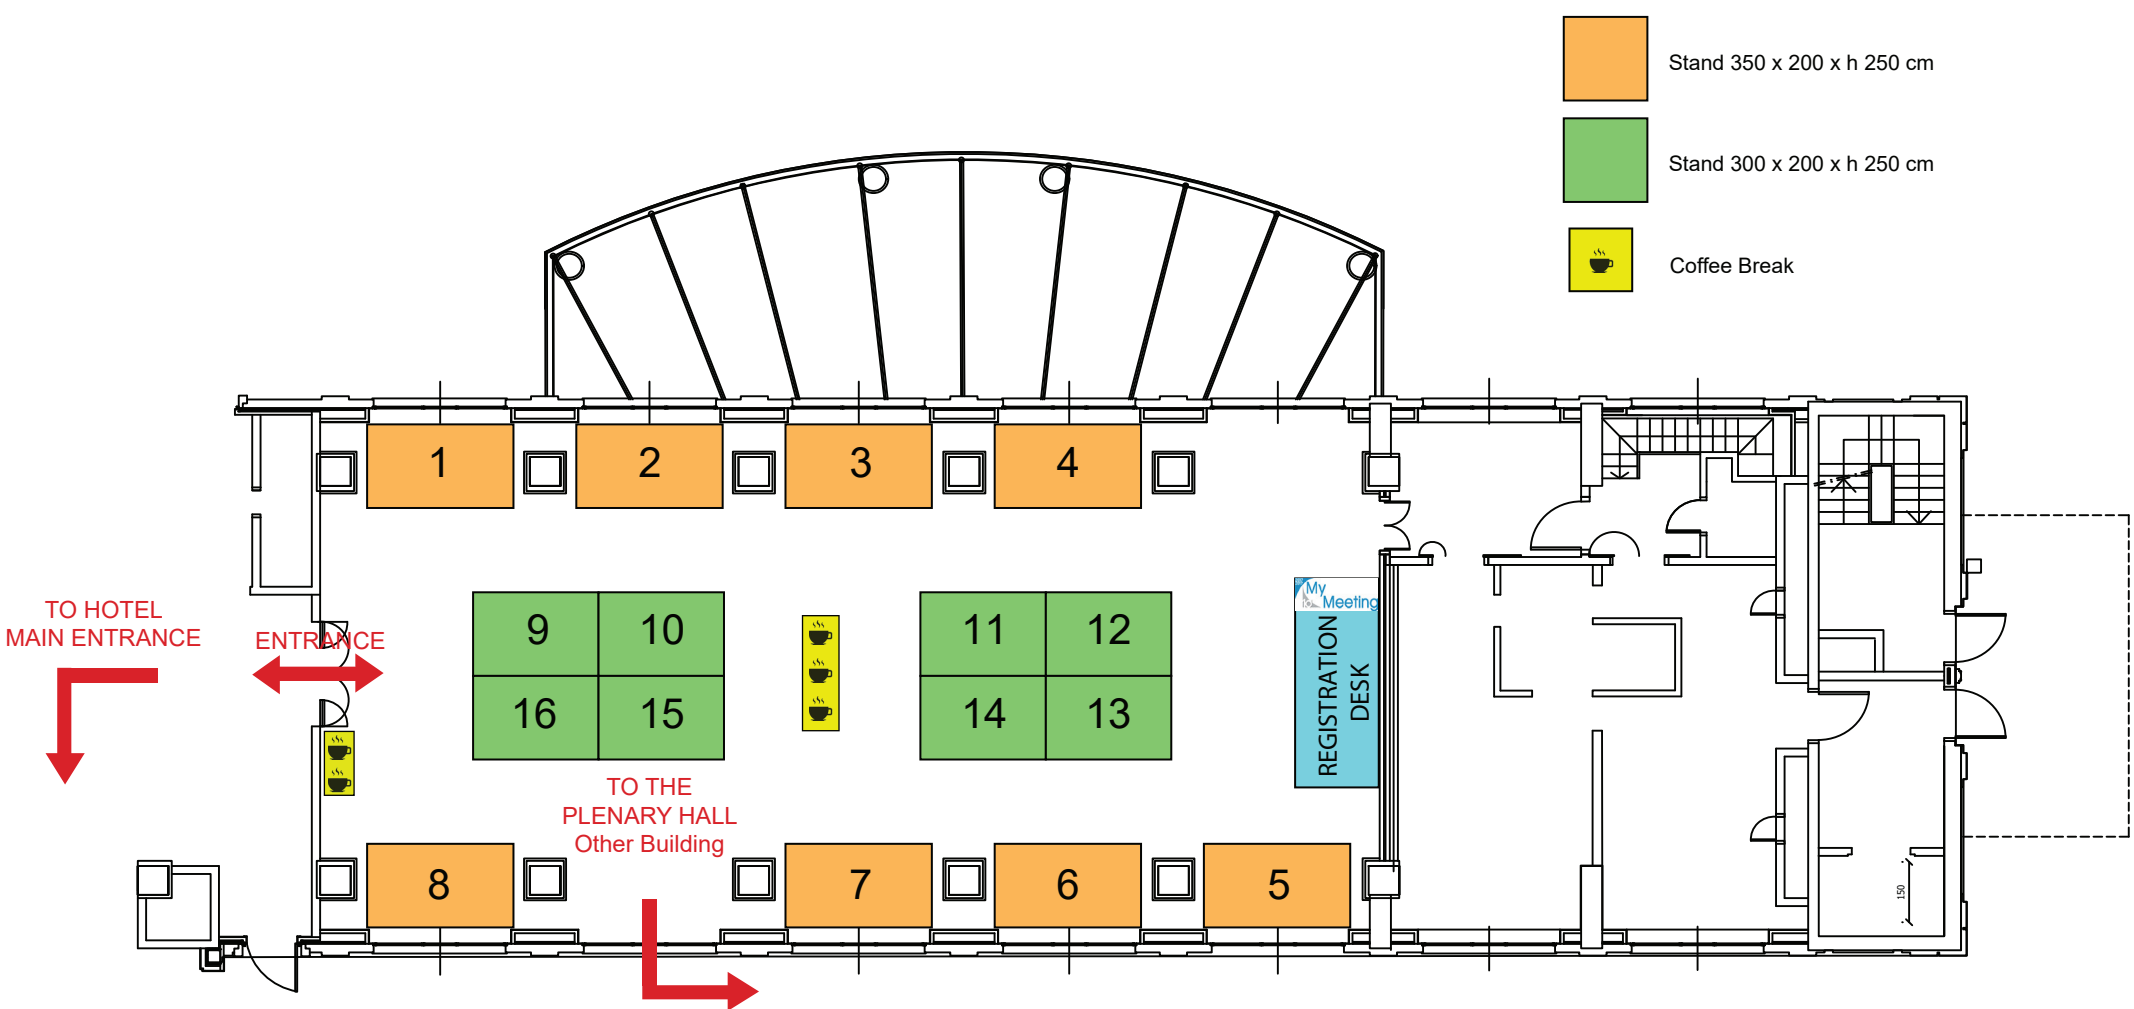 Stand 350 x 200 x h 250 cm
Stand 300 x 200 x h 250 cm
Coffee Break
1
2
3
4
TO HOTEL
MAIN ENTRANCE
ENTRANCE
9
10
11
12
16
15
14
13
My
Meeting
REGISTRATION
DESK
TO THE
PLENARY HALL
Other Building
8
7
6
5
150